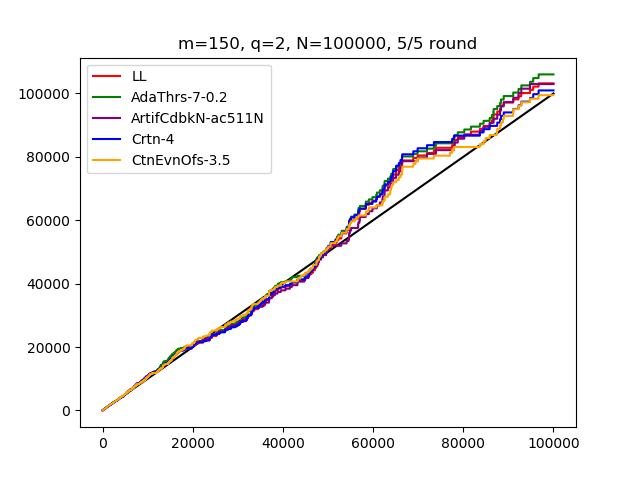 m=150, q=2, N=100000, 5/5 round
LL
AdaThrs-7-0.2
ArtifCdbkN-ac511N
Crtn-4
CtnEvnOfs-3.5
100000
80000
60000
40000
20000
0
0 20000 40000 60000 80000 100000